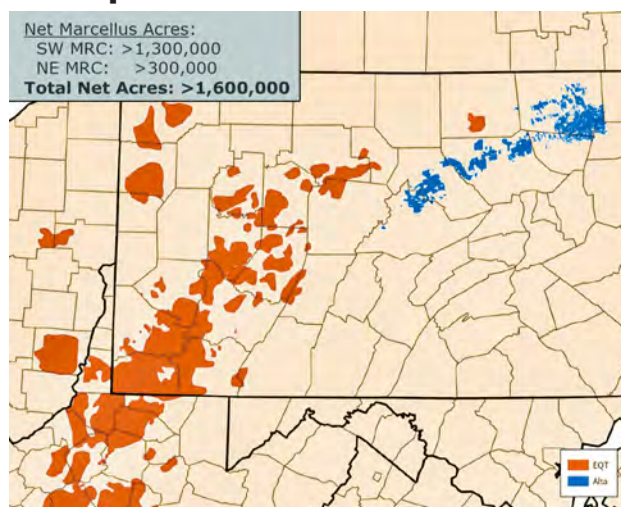 Net Marcellus Acres:
SW MRC: >1,300,000
NE MRC: >300,000
Total Net Acres: >1,600,000
EQT
Alta